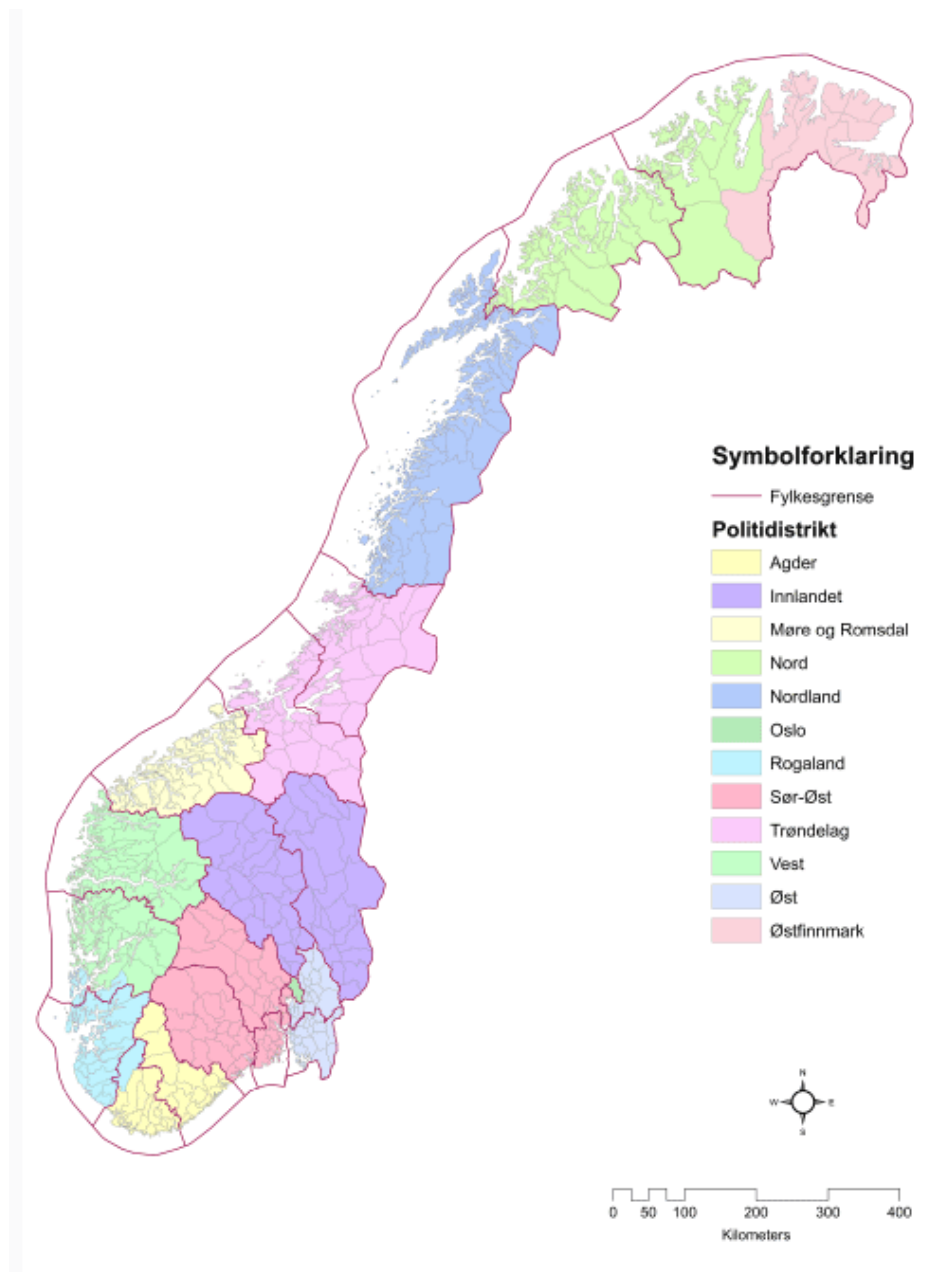 Symbolforklaring
Fylkesgrense
Politidistrikt
Agder
Innlandet
Møre og Romsdal
Nord
Nordland
Oslo
Rogaland
Sør-Øst
Trøndelag
Vest
Øst
Østfinnmark
N
W E
S
0 50 100 200 300 400
Kilometers